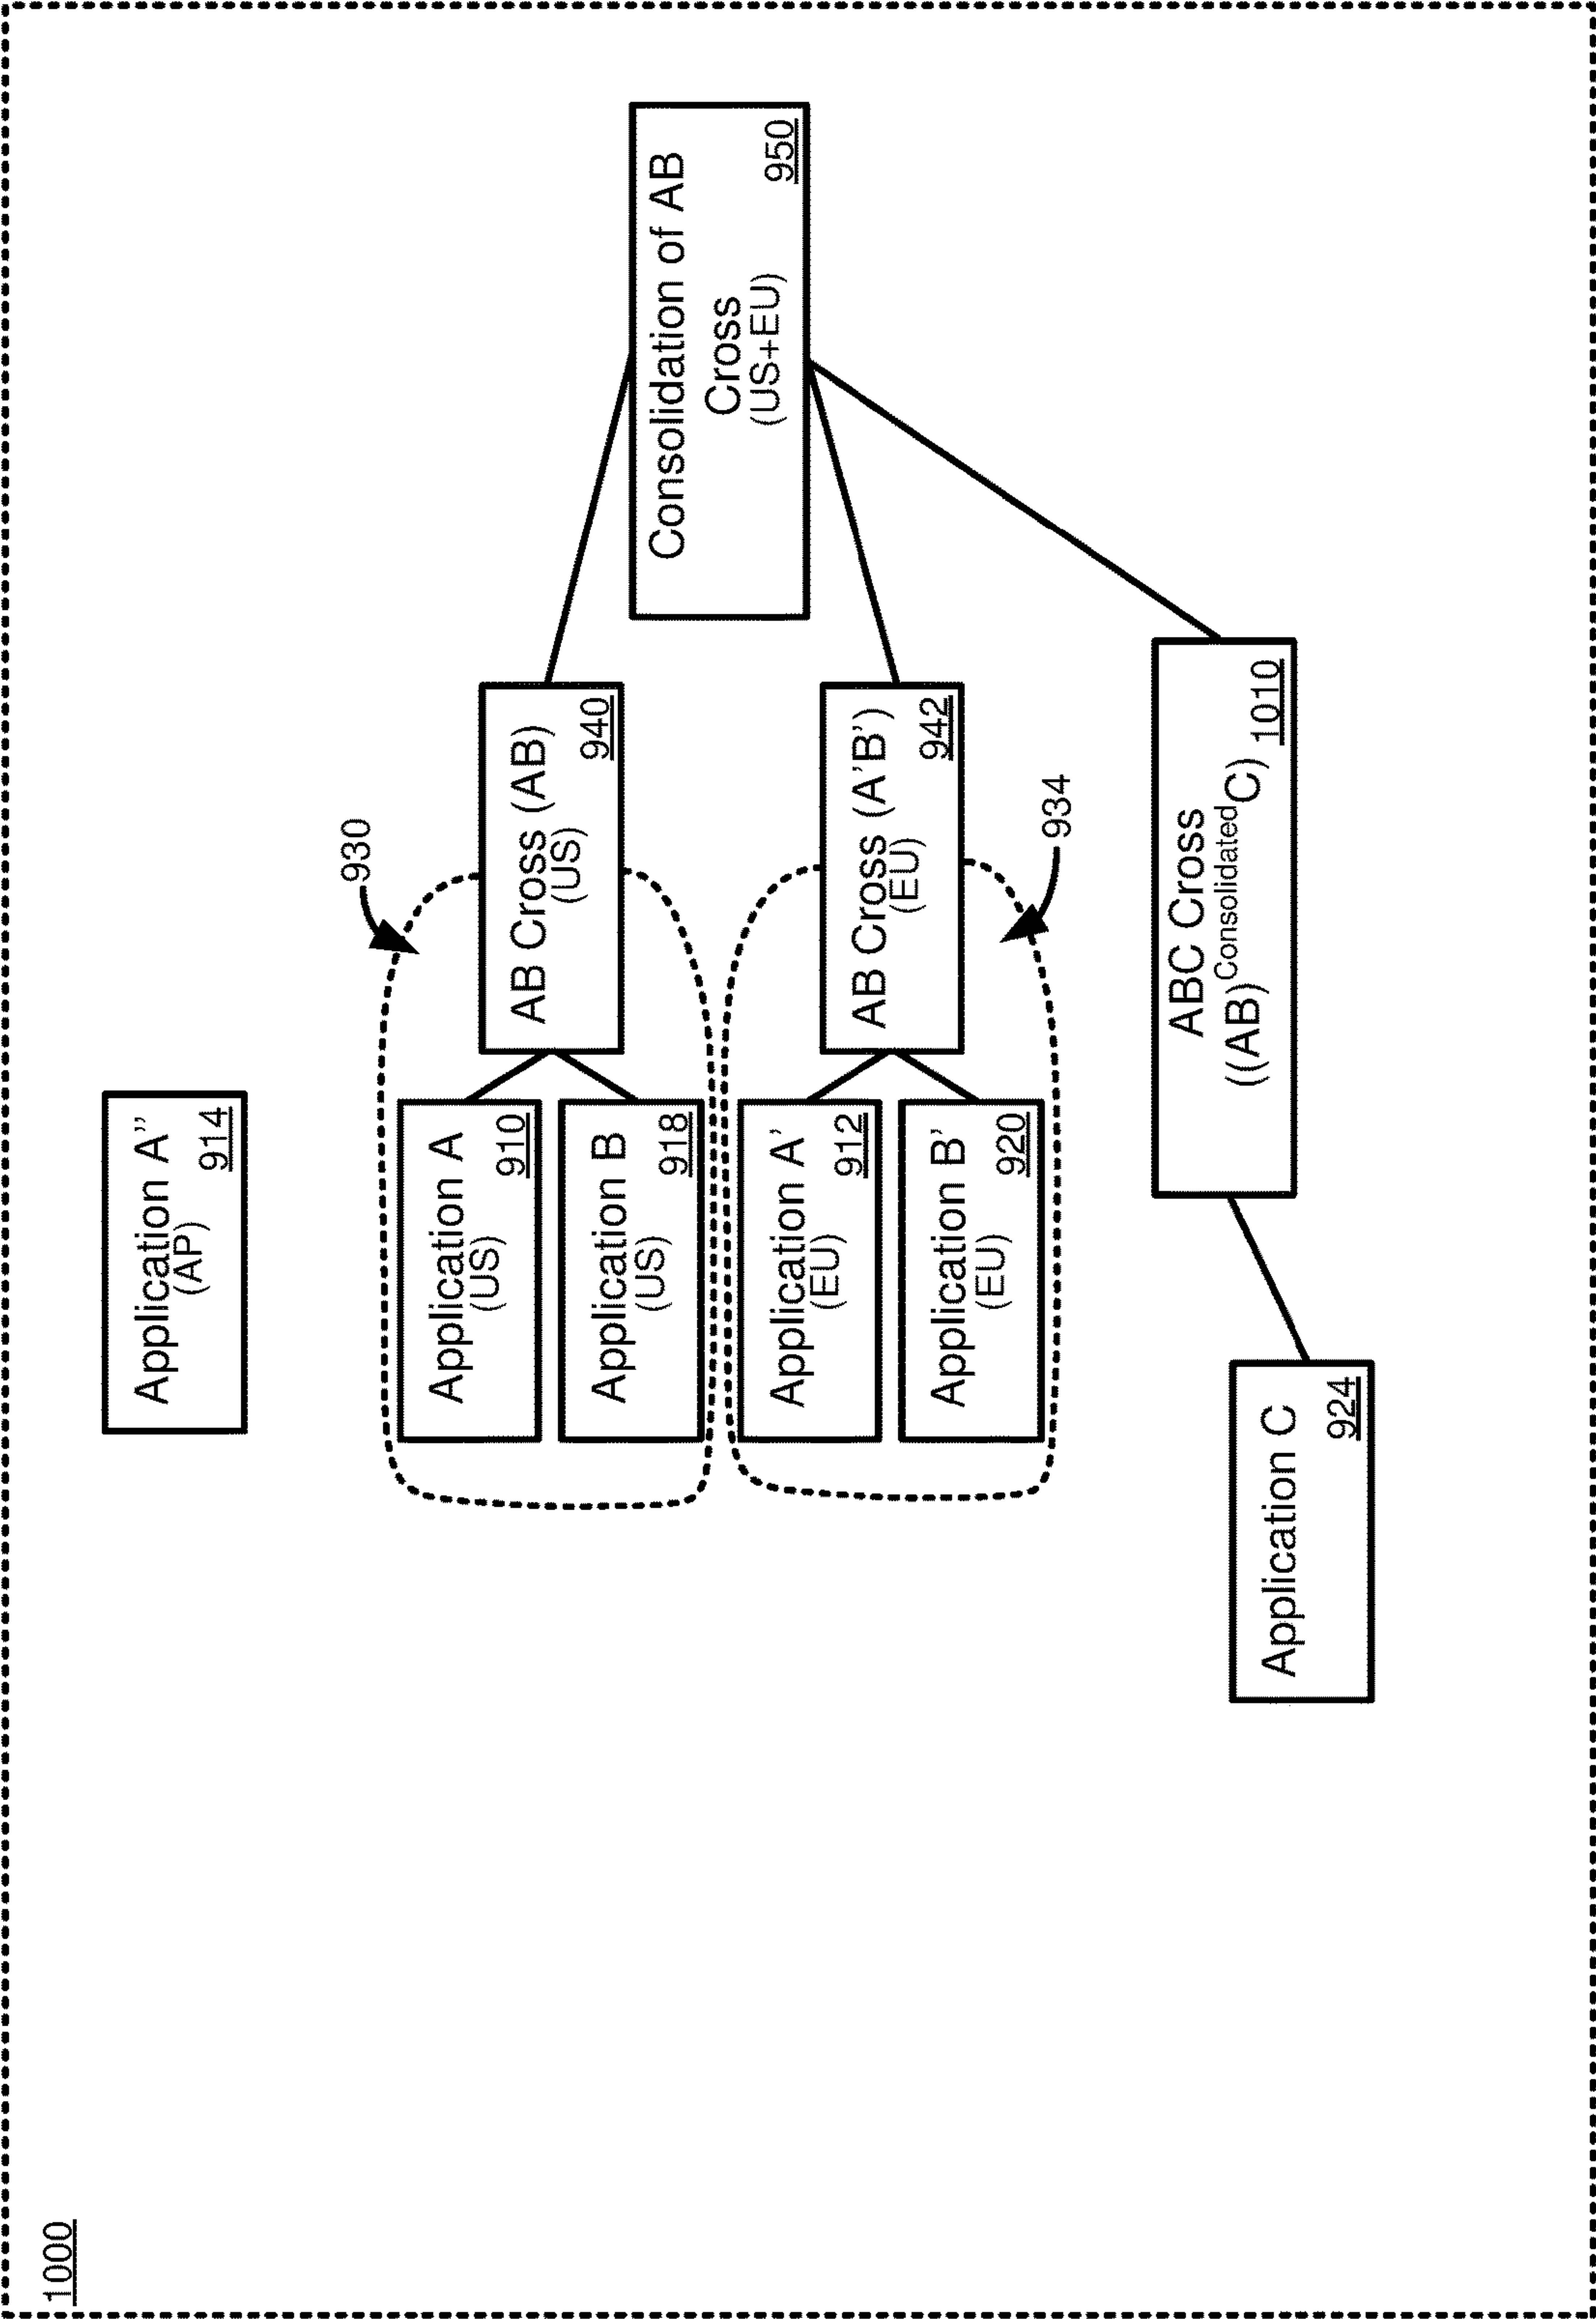 1000
Application A"
(AP)
914
930
Application A
(US)
910
Application B
(US)
918
AB Cross (AB)
(US)
940
Consolidation of AB
Cross
(US+EU)
950
Application A'
(EU)
912
Application B'
(EU)
920
AB Cross (A'B')
(EU)
942
934
ABC Cross
((AB)ConsolidatedC)
1010
Application C
924